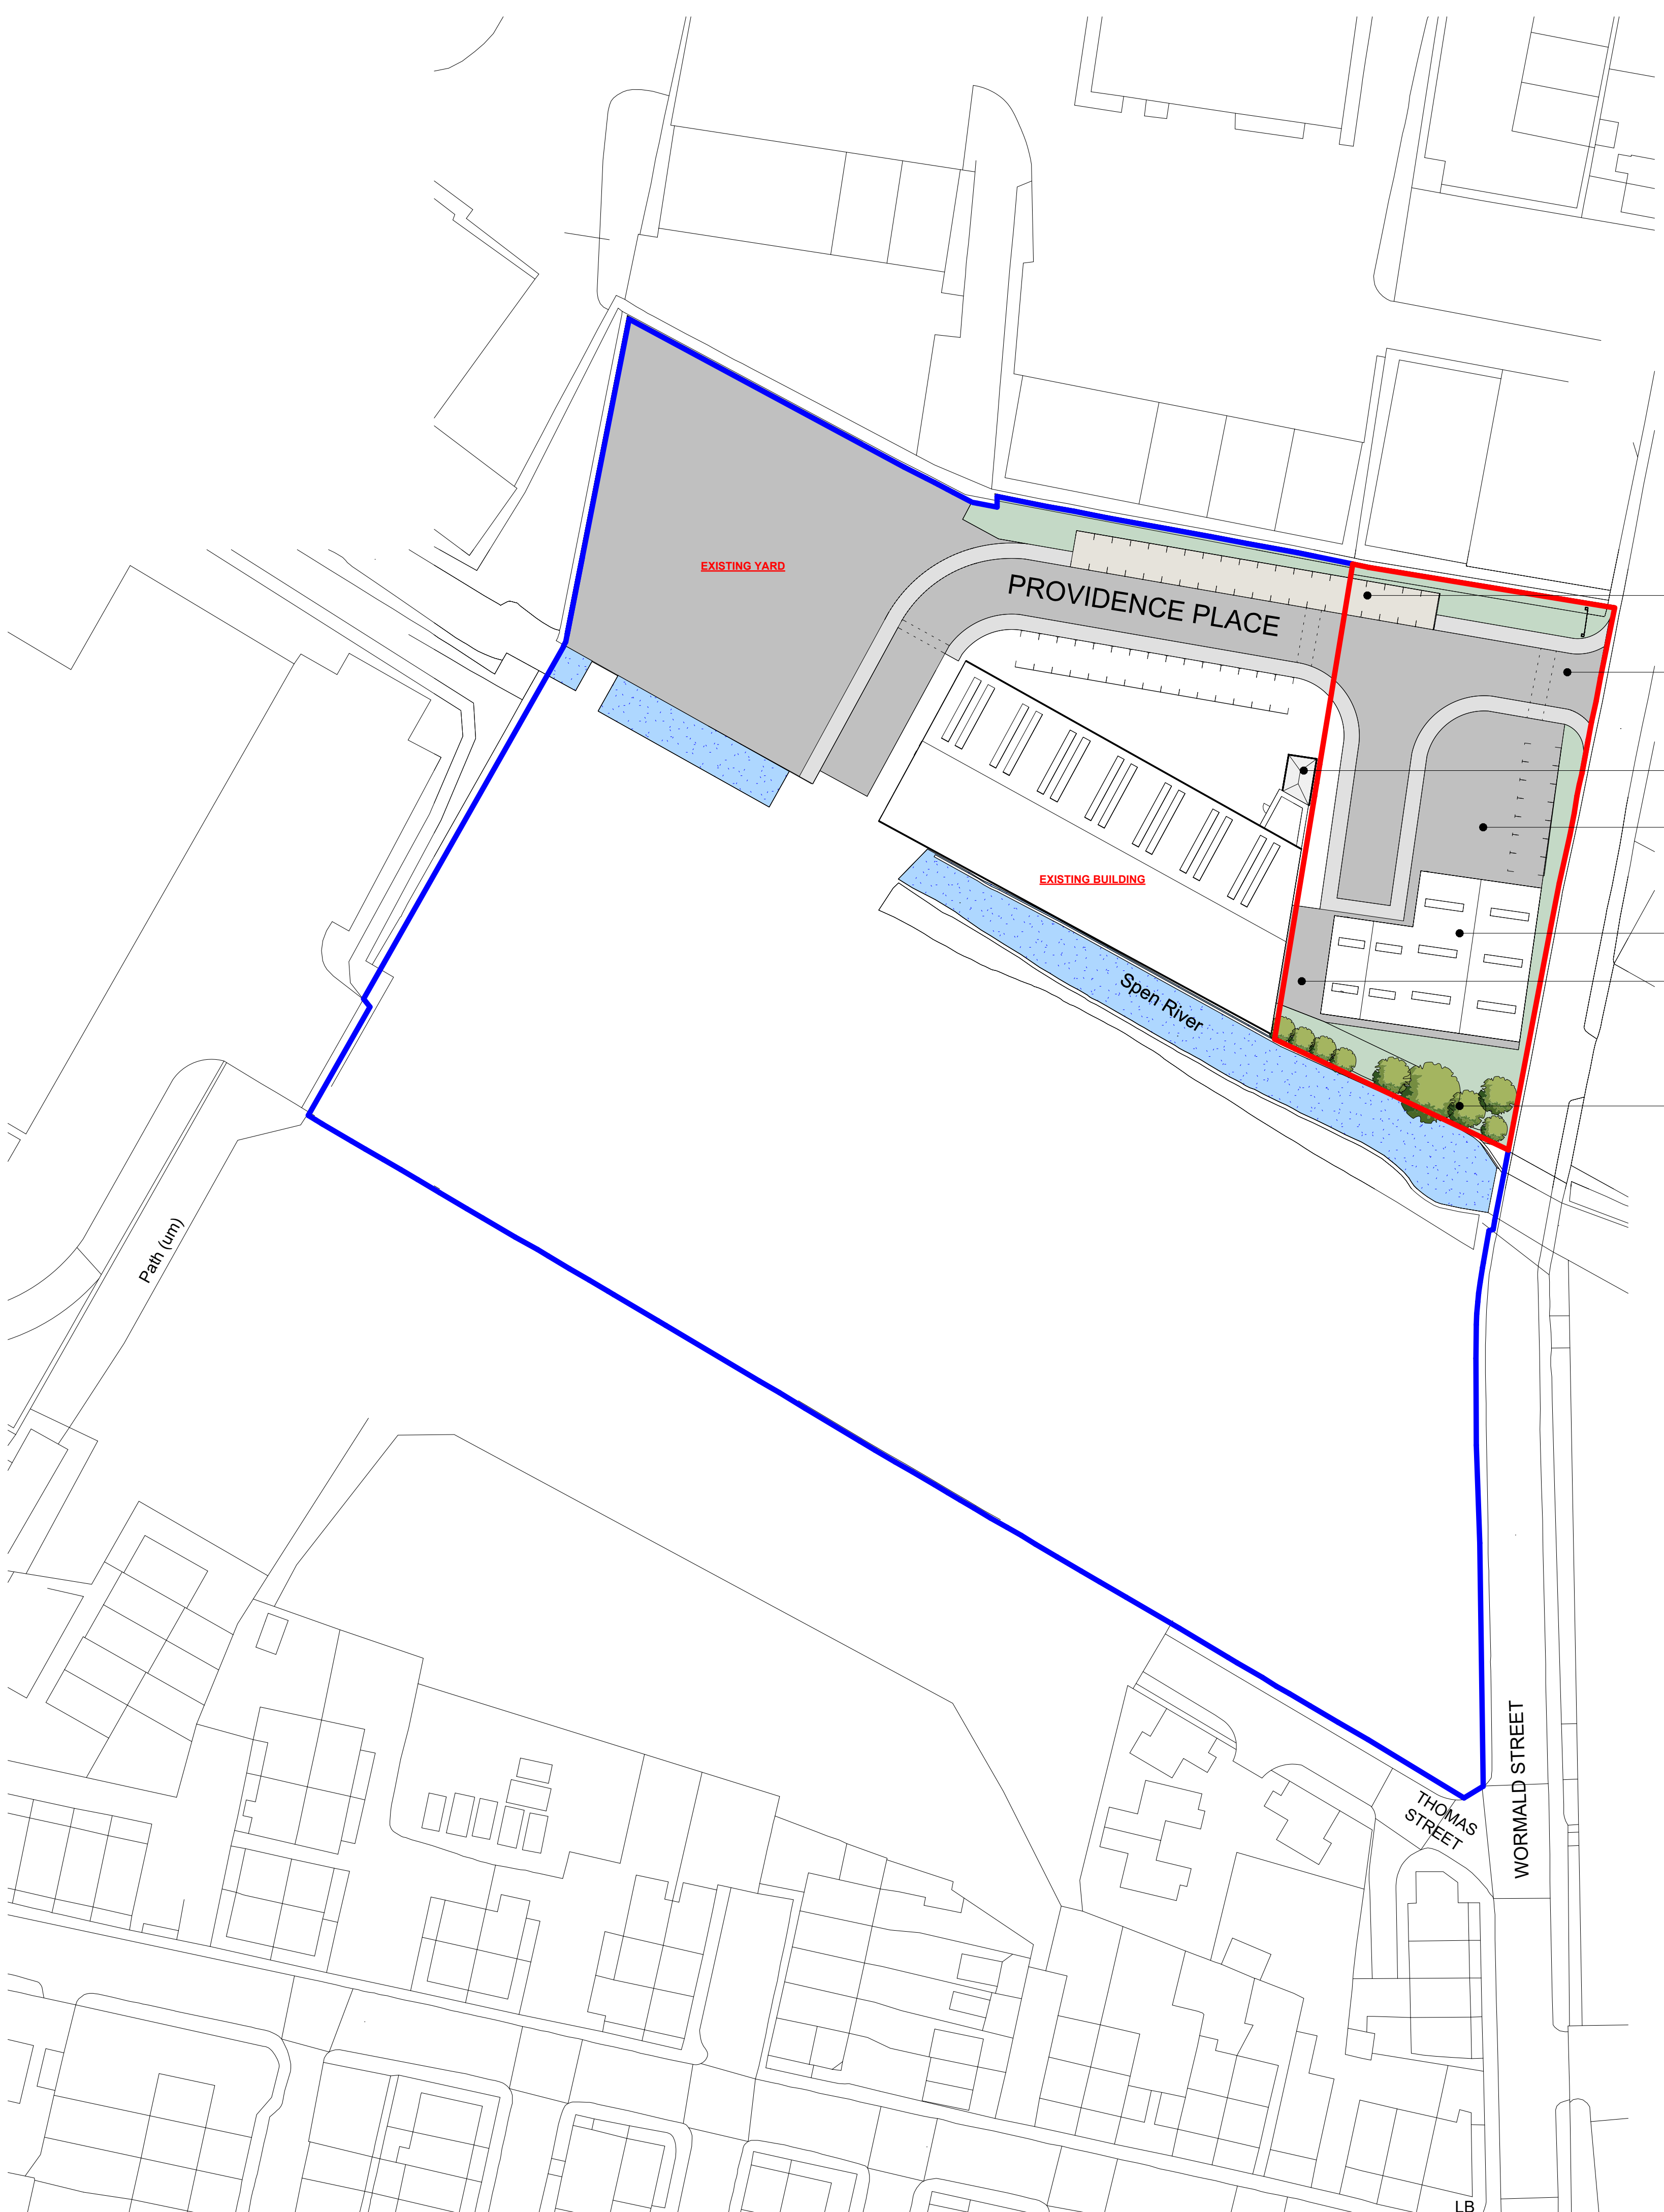 EXISTING YARD
PROVIDENCE PLACE
EXISTING BUILDING
Spen River
Path (um)
THOMAS
STREET
WORMALD STREET
LB